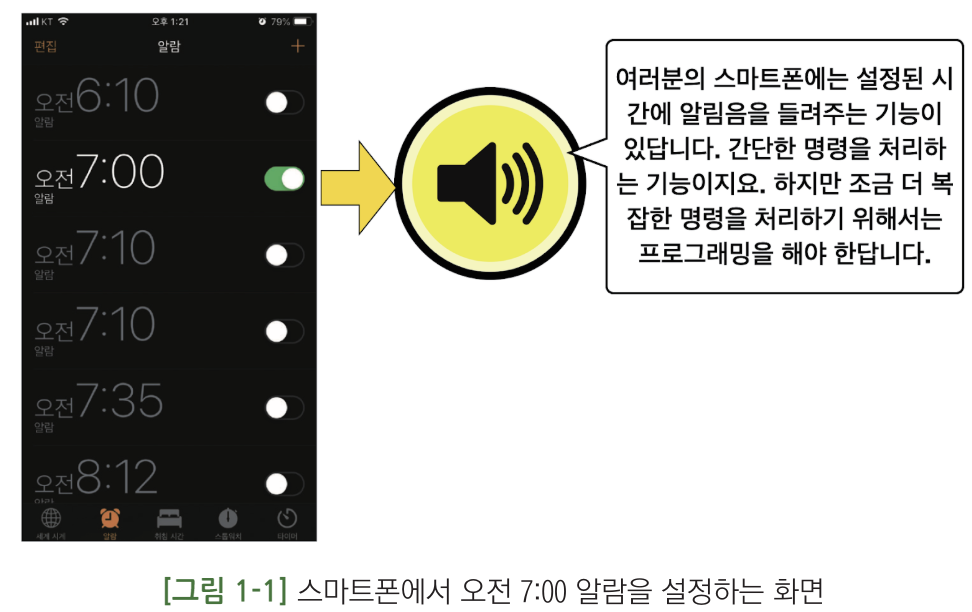 KT 오후 1:21 79%
편집 알람 +
오전6:10
알람
오전7:00
알람
오전7:10
알람
오전7:10
알람
오전7:35
알람
오전8:12
알람
세계 시계 알람 취침 시간 스톱워치 타이머
여러분의 스마트폰에는 설정된 시
간에 알림음을 들려주는 기능이
있답니다. 간단한 명령을 처리하
는 기능이지요. 하지만 조금 더 복
잡한 명령을 처리하기 위해서는
프로그래밍을 해야 한답니다.
[그림 1-1] 스마트폰에서 오전 7:00 알람을 설정하는 화면